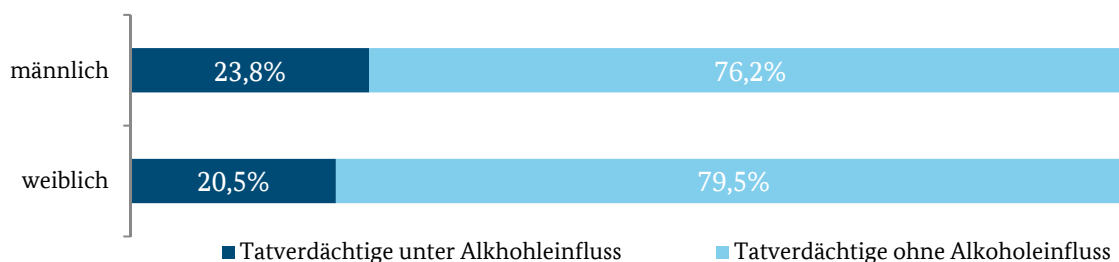 männlich 23,8% 76,2%
weiblich 20,5% 79,5%
Tatverdächtige unter Alkhohleinfluss Tatverdächtige ohne Alkoholeinfluss